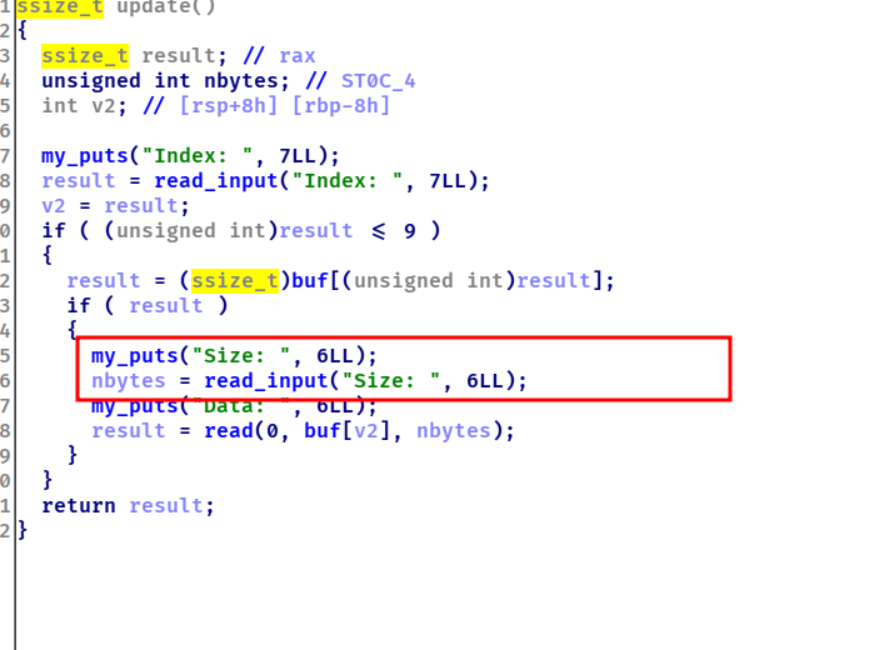 1 ssize_t update()
2 {
3 ssize_t result; // rax
4 unsigned int nbytes; // ST0C_4
5 int v2; // [rsp+8h] [rbp-8h]
6
7 my_puts("Index: ", 7LL);
8 result = read_input("Index: ", 7LL);
9 v2 = result;
0 if ( (unsigned int)result ≤ 9 )
1 {
2 result = (ssize_t)buf[(unsigned int)result];
3 if ( result )
4 {
5 my_puts("Size: ", 6LL);
6 nbytes = read_input("Size: ", 6LL);
7 my_puts("Data: ", 6LL);
8 result = read(0, buf[v2], nbytes);
9 }
0 }
1 return result;
2 }